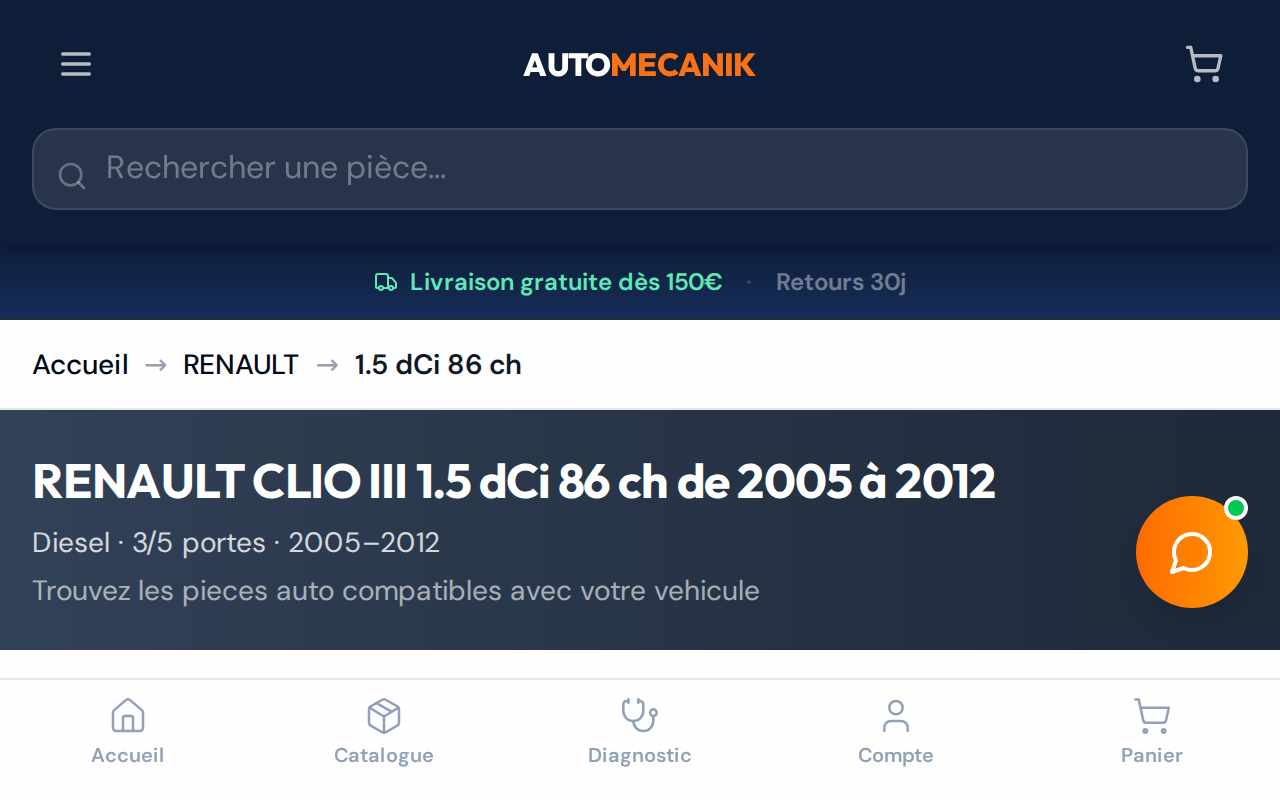 AUTOMECANIK
Rechercher une pièce...
Livraison gratuite dès 150€ · Retours 30j
Accueil → RENAULT → 1.5 dCi 86 ch
RENAULT CLIO III 1.5 dCi 86 ch de 2005 à 2012
Diesel · 3/5 portes · 2005–2012
Trouvez les pieces auto compatibles avec votre vehicule
Accueil Catalogue Diagnostic Compte Panier